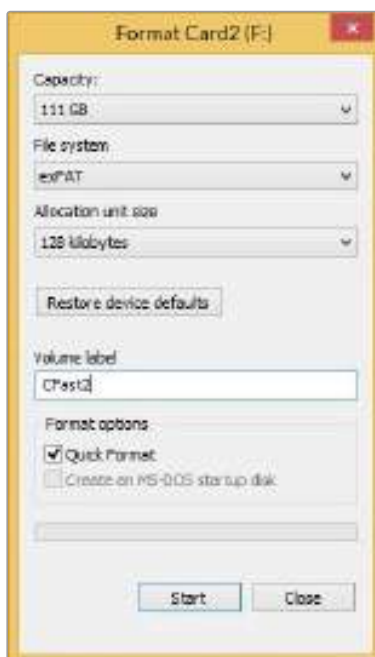 Format Card2 (F:)
Capacity:
111 GB
File system
exFAT
Allocation unit size
128 kilobytes
Restore device defaults
Volume label
CFast2
Format options
Quick Format
Create an MS-DOS startup disk
Start
Close